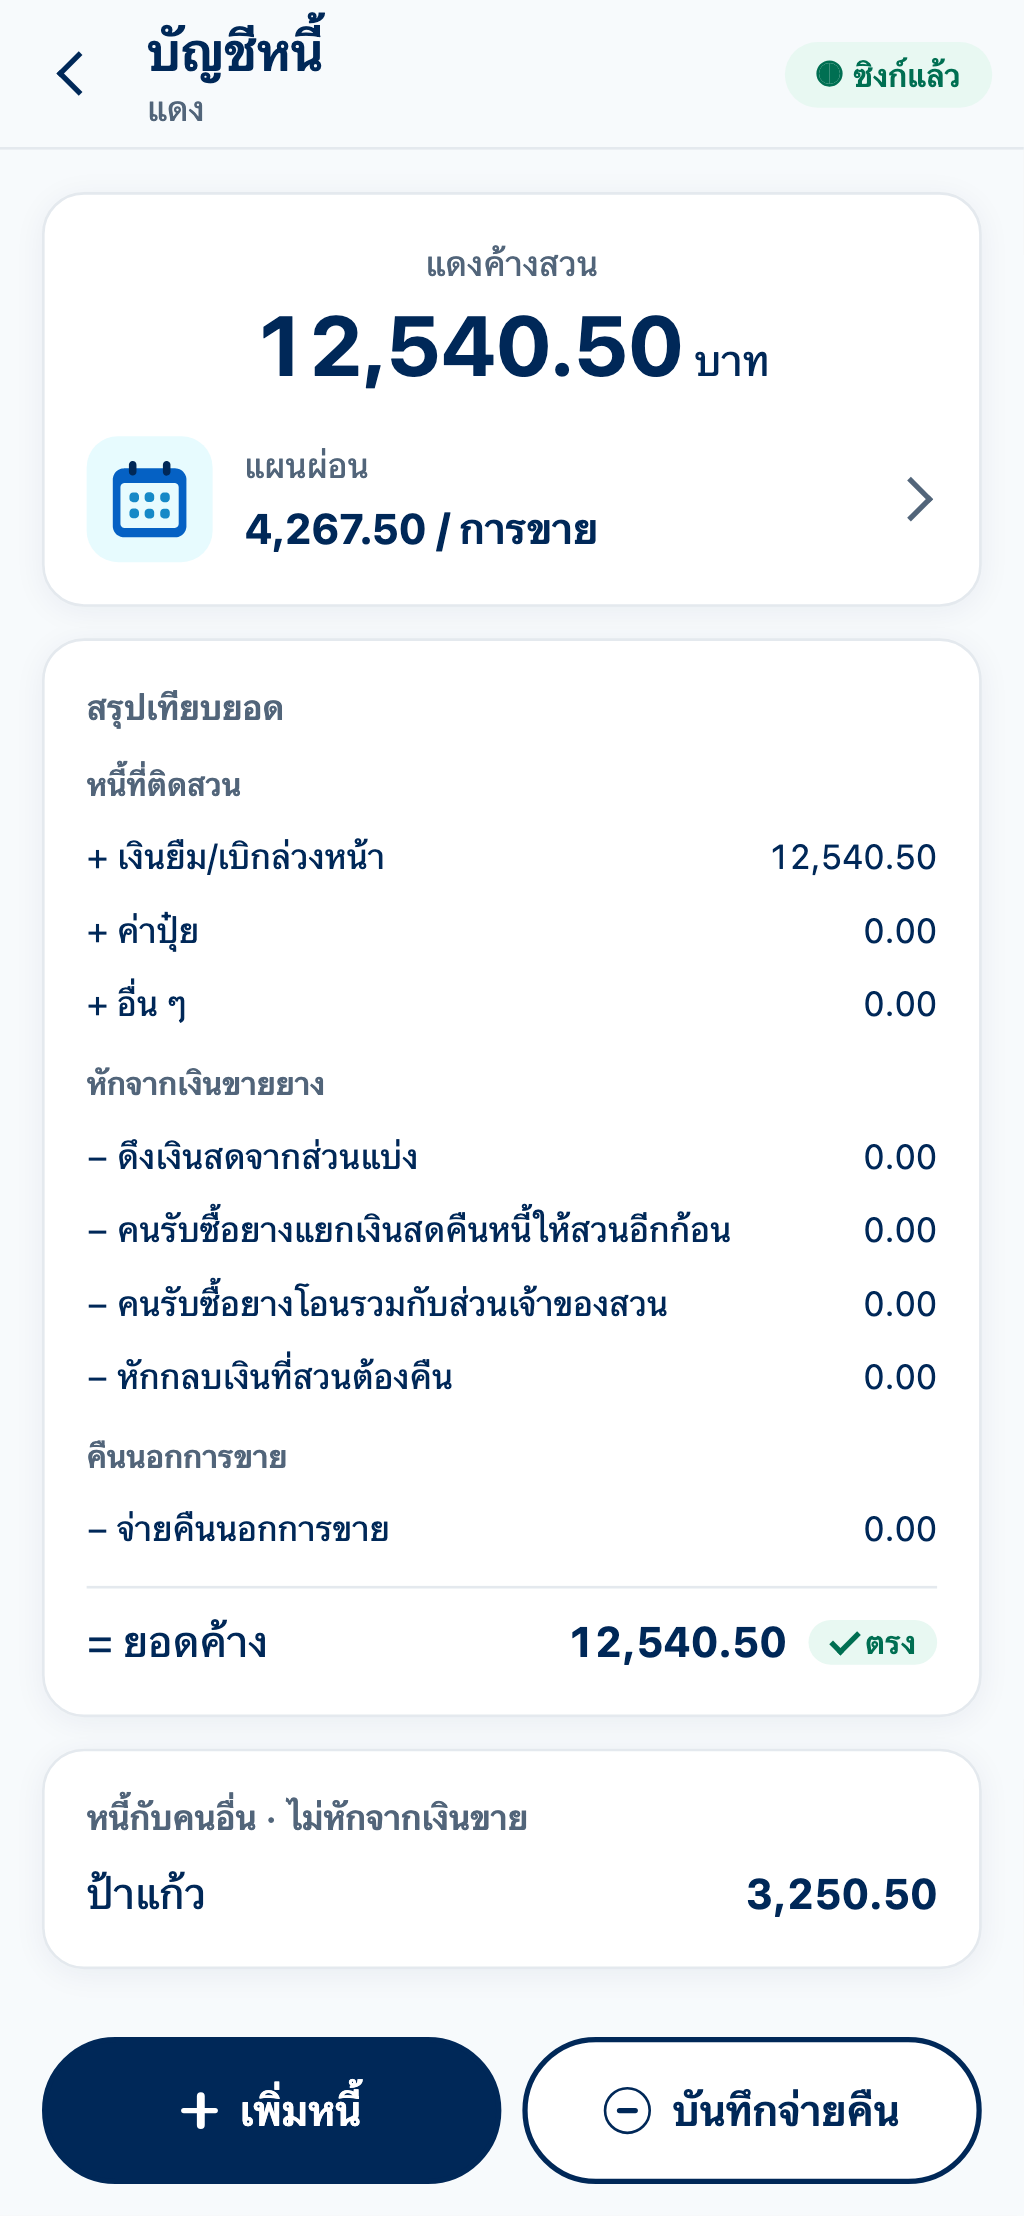 บัญชีหนี้
แดง
ซิงก์แล้ว
แดงค้างสวน
12,540.50 บาท
แผนผ่อน
4,267.50 / การขาย
สรุปเทียบยอด
หนี้ที่ติดสวน
+ เงินยืม/เบิกล่วงหน้า 12,540.50
+ ค่าปุ๋ย 0.00
+ อื่น ๆ 0.00
หักจากเงินขายยาง
– ดึงเงินสดจากส่วนแบ่ง 0.00
– คนรับซื้อยางแยกเงินสดคืนหนี้ให้สวนอีกก้อน 0.00
– คนรับซื้อยางโอนรวมกับส่วนเจ้าของสวน 0.00
– หักกลบเงินที่สวนต้องคืน 0.00
คืนนอกการขาย
– จ่ายคืนนอกการขาย 0.00
= ยอดค้าง 12,540.50 ตรง
หนี้กับคนอื่น · ไม่หักจากเงินขาย
ป้าแก้ว 3,250.50
+ เพิ่มหนี้
บันทึกจ่ายคืน